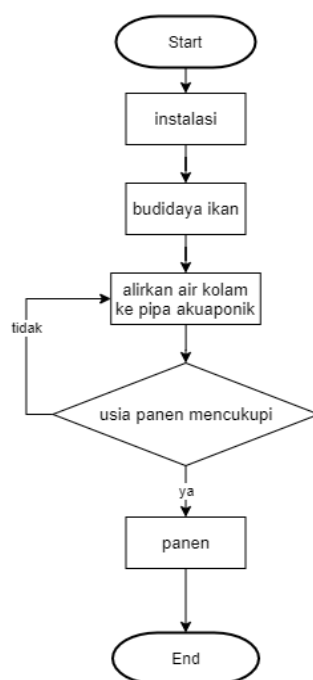 Start
instalasi
budidaya ikan
alirkan air kolam
ke pipa akuaponik
tidak
usia panen mencukupi
ya
panen
End